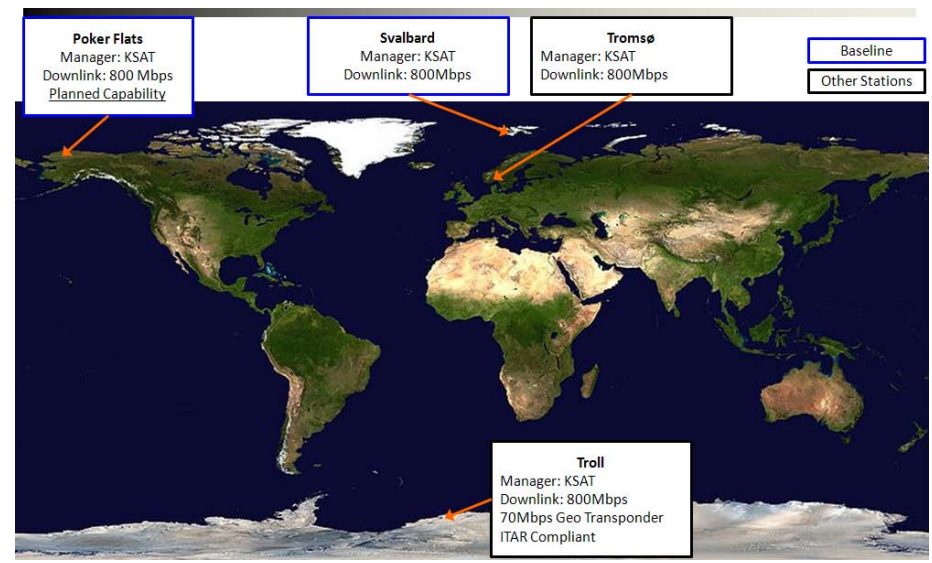 Poker Flats
Manager: KSAT
Downlink: 800 Mbps
Planned Capability
Svalbard
Manager: KSAT
Downlink: 800Mbps
Tromsø
Manager: KSAT
Downlink: 800Mbps
Baseline
Other Stations
Troll
Manager: KSAT
Downlink: 800Mbps
70Mbps Geo Transponder
ITAR Compliant